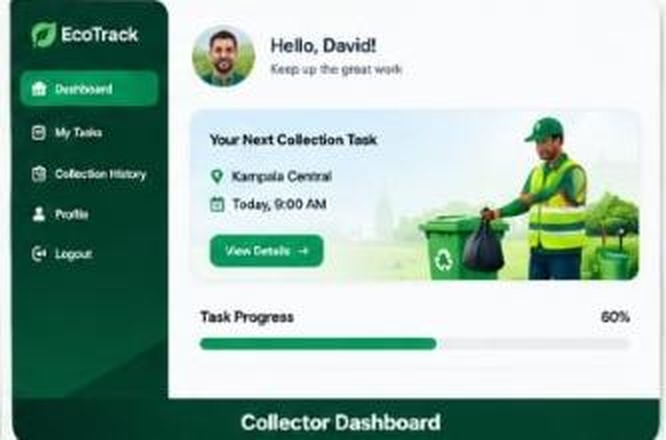 EcoTrack
Dashboard
My Tasks
Collection History
Profile
Logout
Hello, David!
Keep up the great work
Your Next Collection Task
Kampala Central
Today, 9:00 AM
View Details →
Task Progress
60%
Collector Dashboard